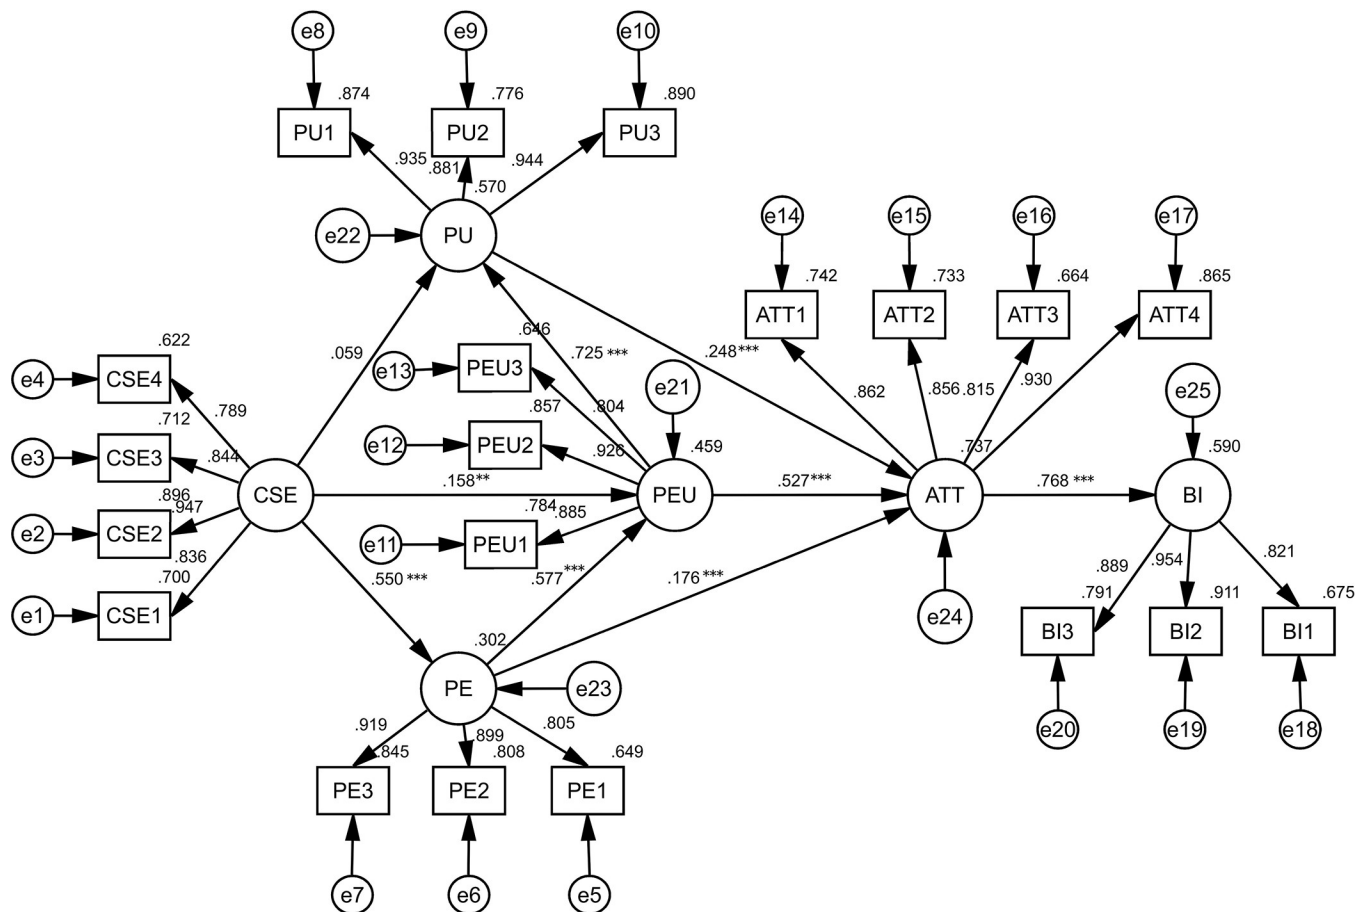 e8
e9
e10
.874
.776
.890
PU1
PU2
PU3
.935
.881
.944
.570
e22
PU
e14
e15
e16
e17
.742
.733
.664
.865
ATT1
ATT2
ATT3
ATT4
.622
.059
.646
.725 ***
.248***
e4
CSE4
e13
PEU3
e21
e25
.789
.857
.804
.862
.856
.815
.930
.712
e3
CSE3
.844
e12
PEU2
.926
.459
.737
.590
CSE
.158**
PEU
.527***
ATT
.768 ***
BI
.896
.947
e2
CSE2
.784
.885
e11
PEU1
.836
.700
.550 ***
.577***
.176***
.889
.954
.821
.791
.911
.675
e1
CSE1
e24
BI3
BI2
BI1
.302
PE
e23
e20
e19
e18
.919
.899
.805
.845
.808
.649
PE3
PE2
PE1
e7
e6
e5